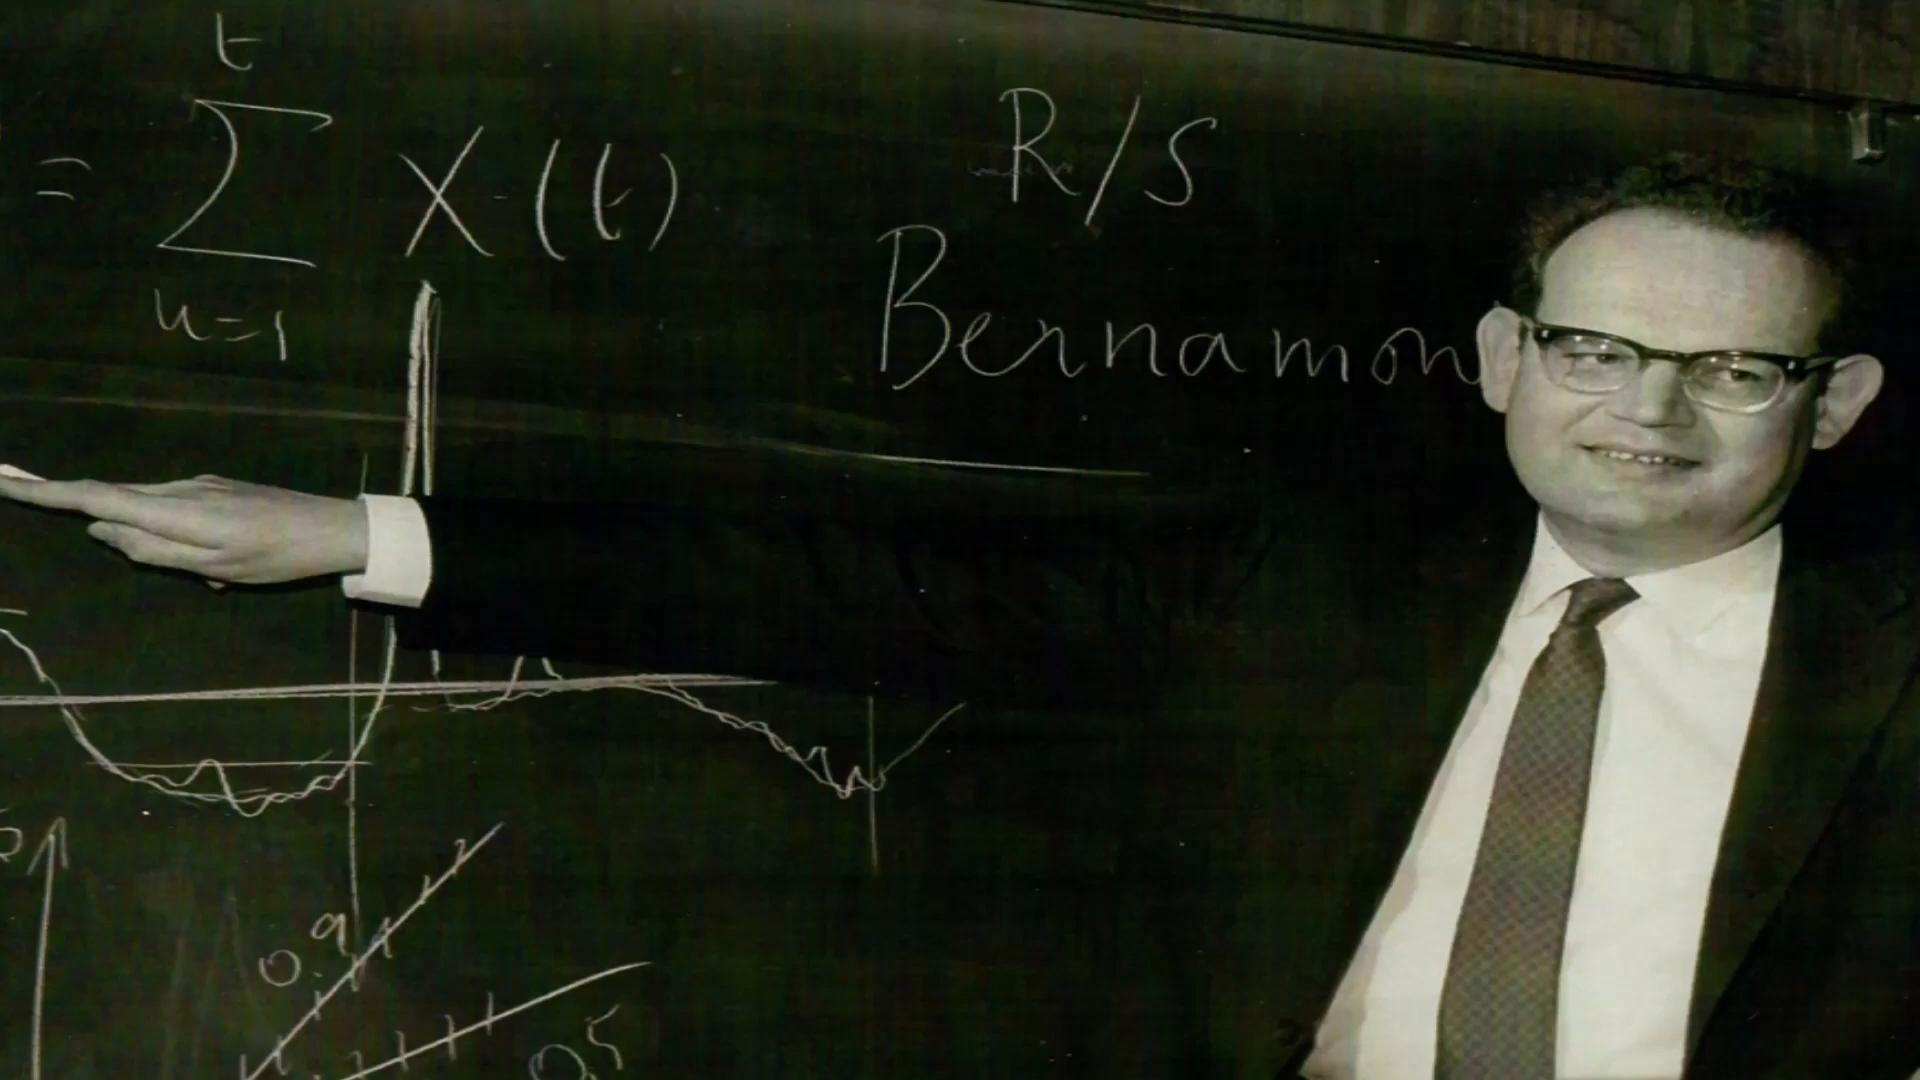 t
= Σ X(t)
u=1
R/S
Bernamon
0.9
0.5